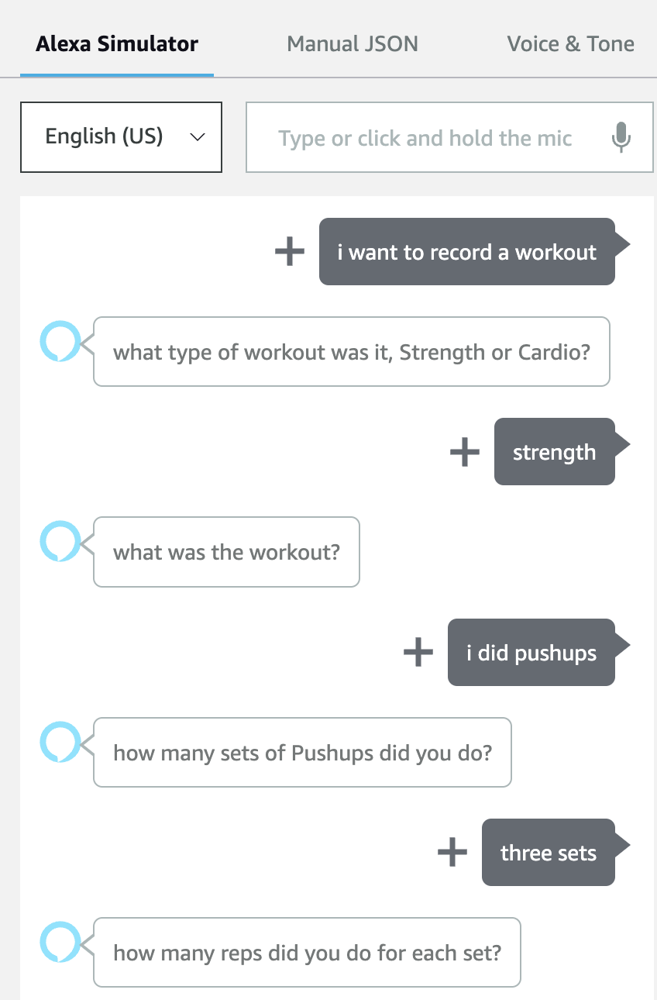 Alexa Simulator Manual JSON Voice & Tone
English (US) Type or click and hold the mic
i want to record a workout
what type of workout was it, Strength or Cardio?
strength
what was the workout?
i did pushups
how many sets of Pushups did you do?
three sets
how many reps did you do for each set?